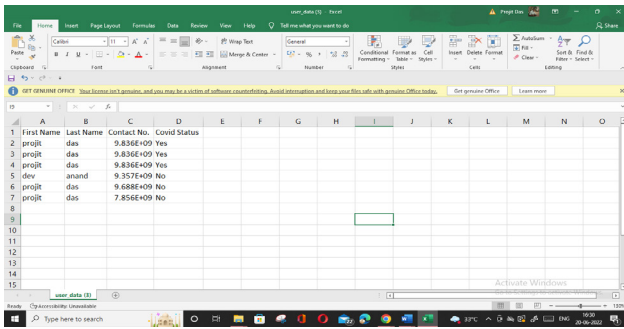 user_data (5) - Excel
Projit Das
File Home Insert Page Layout Formulas Data Review View Help Tell me what you want to do Share
Paste
Calibri 11
B I U
Wrap Text
Merge & Center
General
Conditional Formatting Format as Table Cell Styles
Insert Delete Format
AutoSum
Fill
Clear
Sort & Filter Find & Select
Clipboard Font Alignment Number Styles Cells Editing
GET GENUINE OFFICE Your license isn't genuine, and you may be a victim of software counterfeiting. Avoid interruption and keep your files safe with genuine Office today. Get genuine Office Learn more
I9 fx
A B C D E F G H I J K L M N O
1 First Name Last Name Contact No. Covid Status
2 projit das 9.836E+09 Yes
3 projit das 9.836E+09 Yes
4 projit das 9.836E+09 Yes
5 dev anand 9.357E+09 No
6 projit das 9.688E+09 No
7 projit das 7.856E+09 No
8
9
10
11
12
13
14
15
Activate Windows
user_data (5)
Ready Accessibility: Unavailable 130%
Type here to search
33°C ENG 16:30
20-06-2022